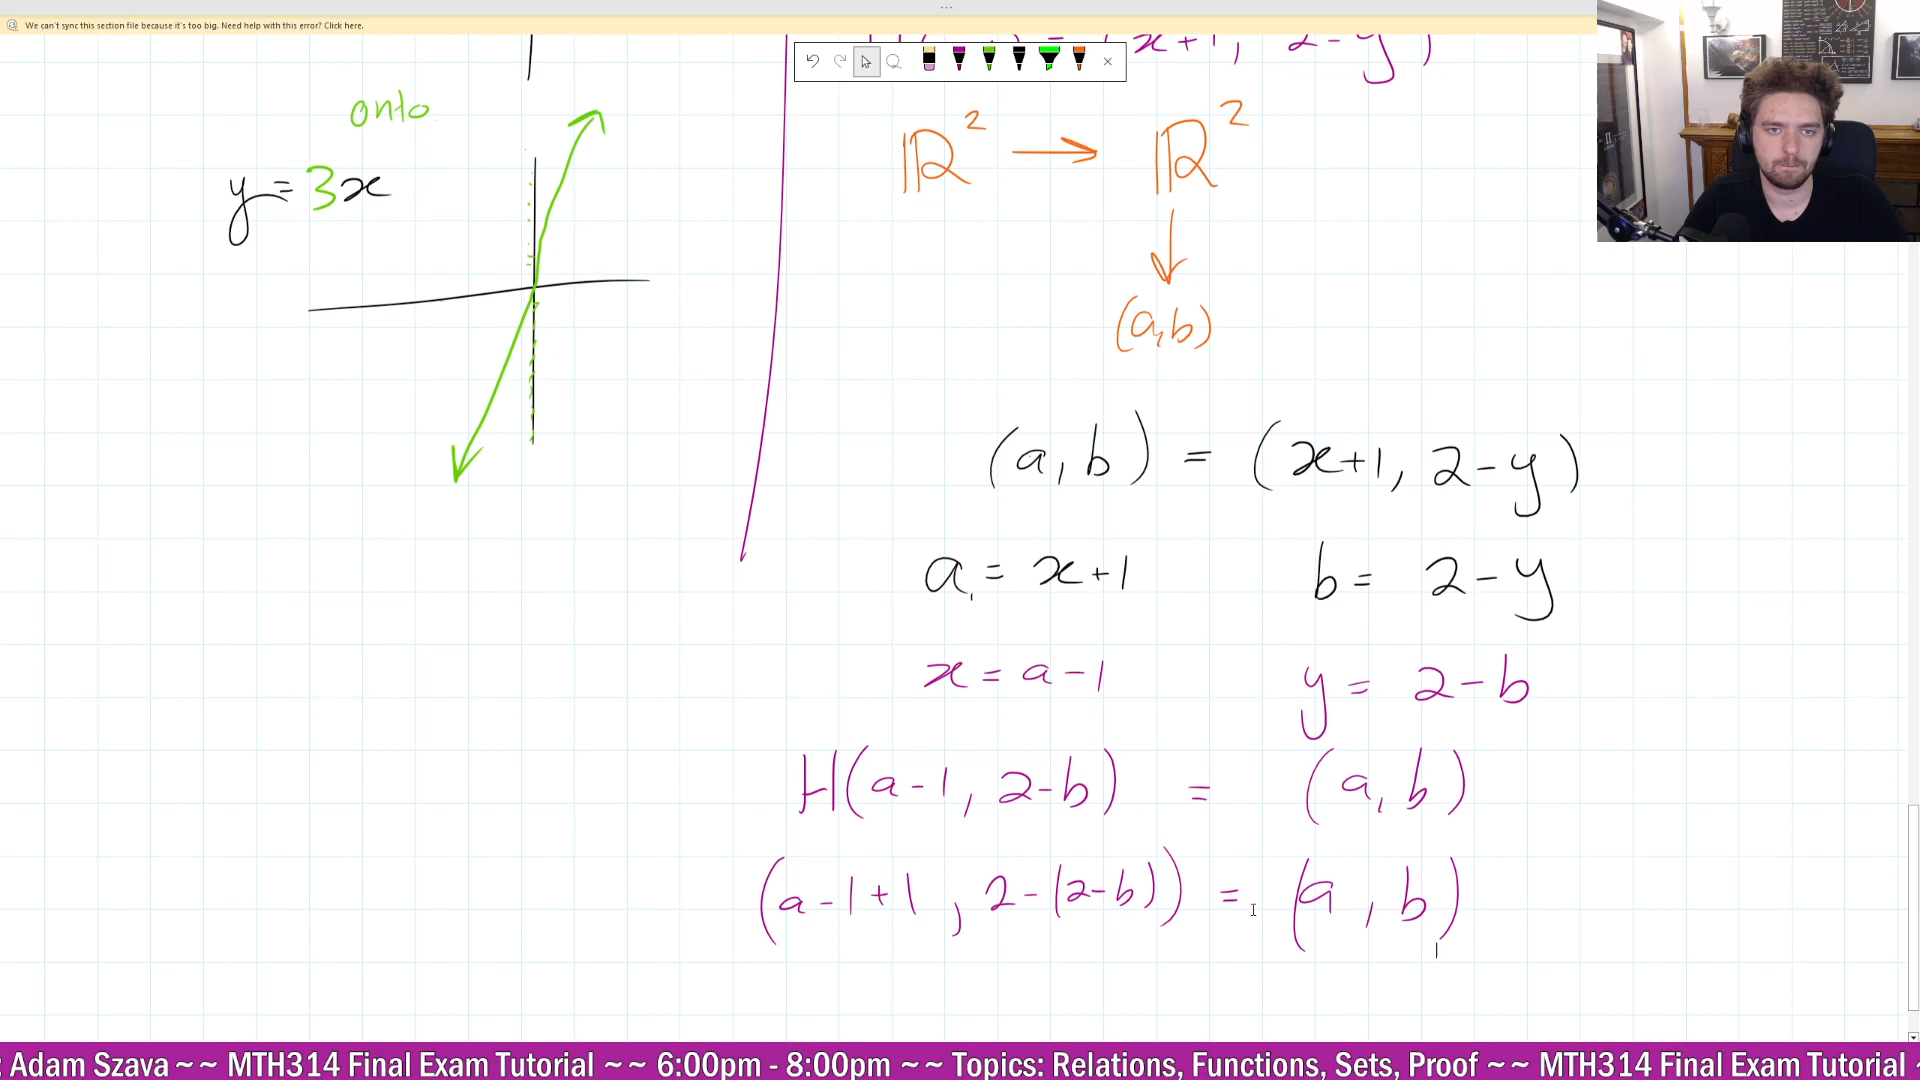 We can't sync this section file because it's too big. Need help with this error? Click here.
(x+1, 2-y)
onto
y = 3x
ℝ² → ℝ²
(a,b)
(a, b) = (x+1, 2-y)
a = x+1 b = 2-y
x = a-1 y = 2-b
H(a-1, 2-b) = (a, b)
(a-1+1, 2-(2-b)) = (a, b)
: Adam Szava ~~ MTH314 Final Exam Tutorial ~~ 6:00pm - 8:00pm ~~ Topics: Relations, Functions, Sets, Proof ~~ MTH314 Final Exam Tutorial ~